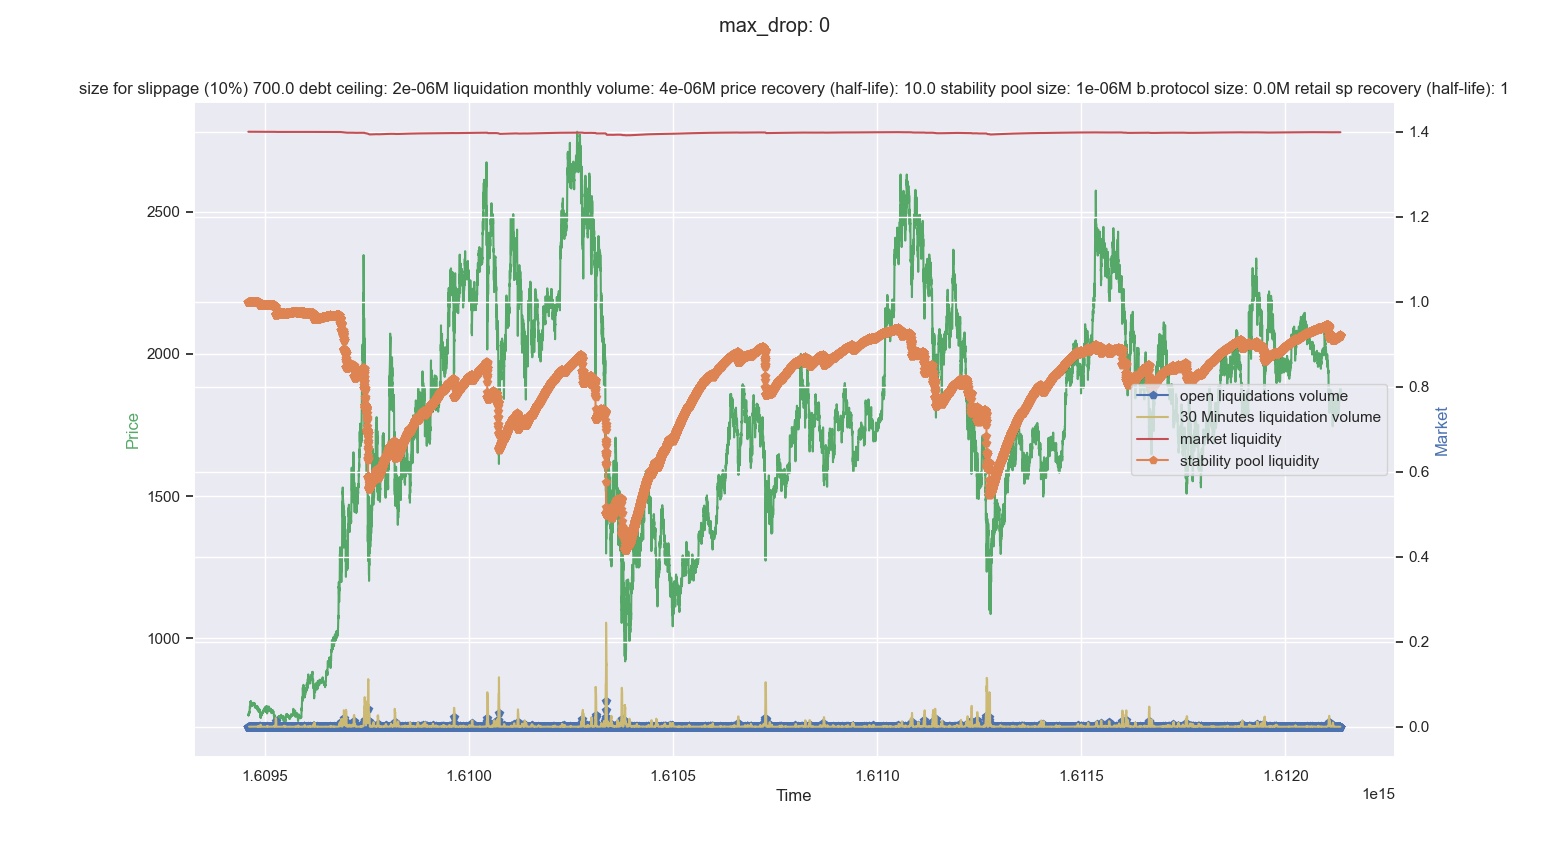 max_drop: 0
size for slippage (10%) 700.0 debt ceiling: 2e-06M liquidation monthly volume: 4e-06M price recovery (half-life): 10.0 stability pool size: 1e-06M b.protocol size: 0.0M retail sp recovery (half-life): 1
1.4
2500
1.2
1.0
2000
0.8
open liquidations volume
30 Minutes liquidation volume
market liquidity
stability pool liquidity
Price
Market
1500
0.6
0.4
1000
0.2
0.0
1.6095 1.6100 1.6105 1.6110 1.6115 1.6120
Time
1e15